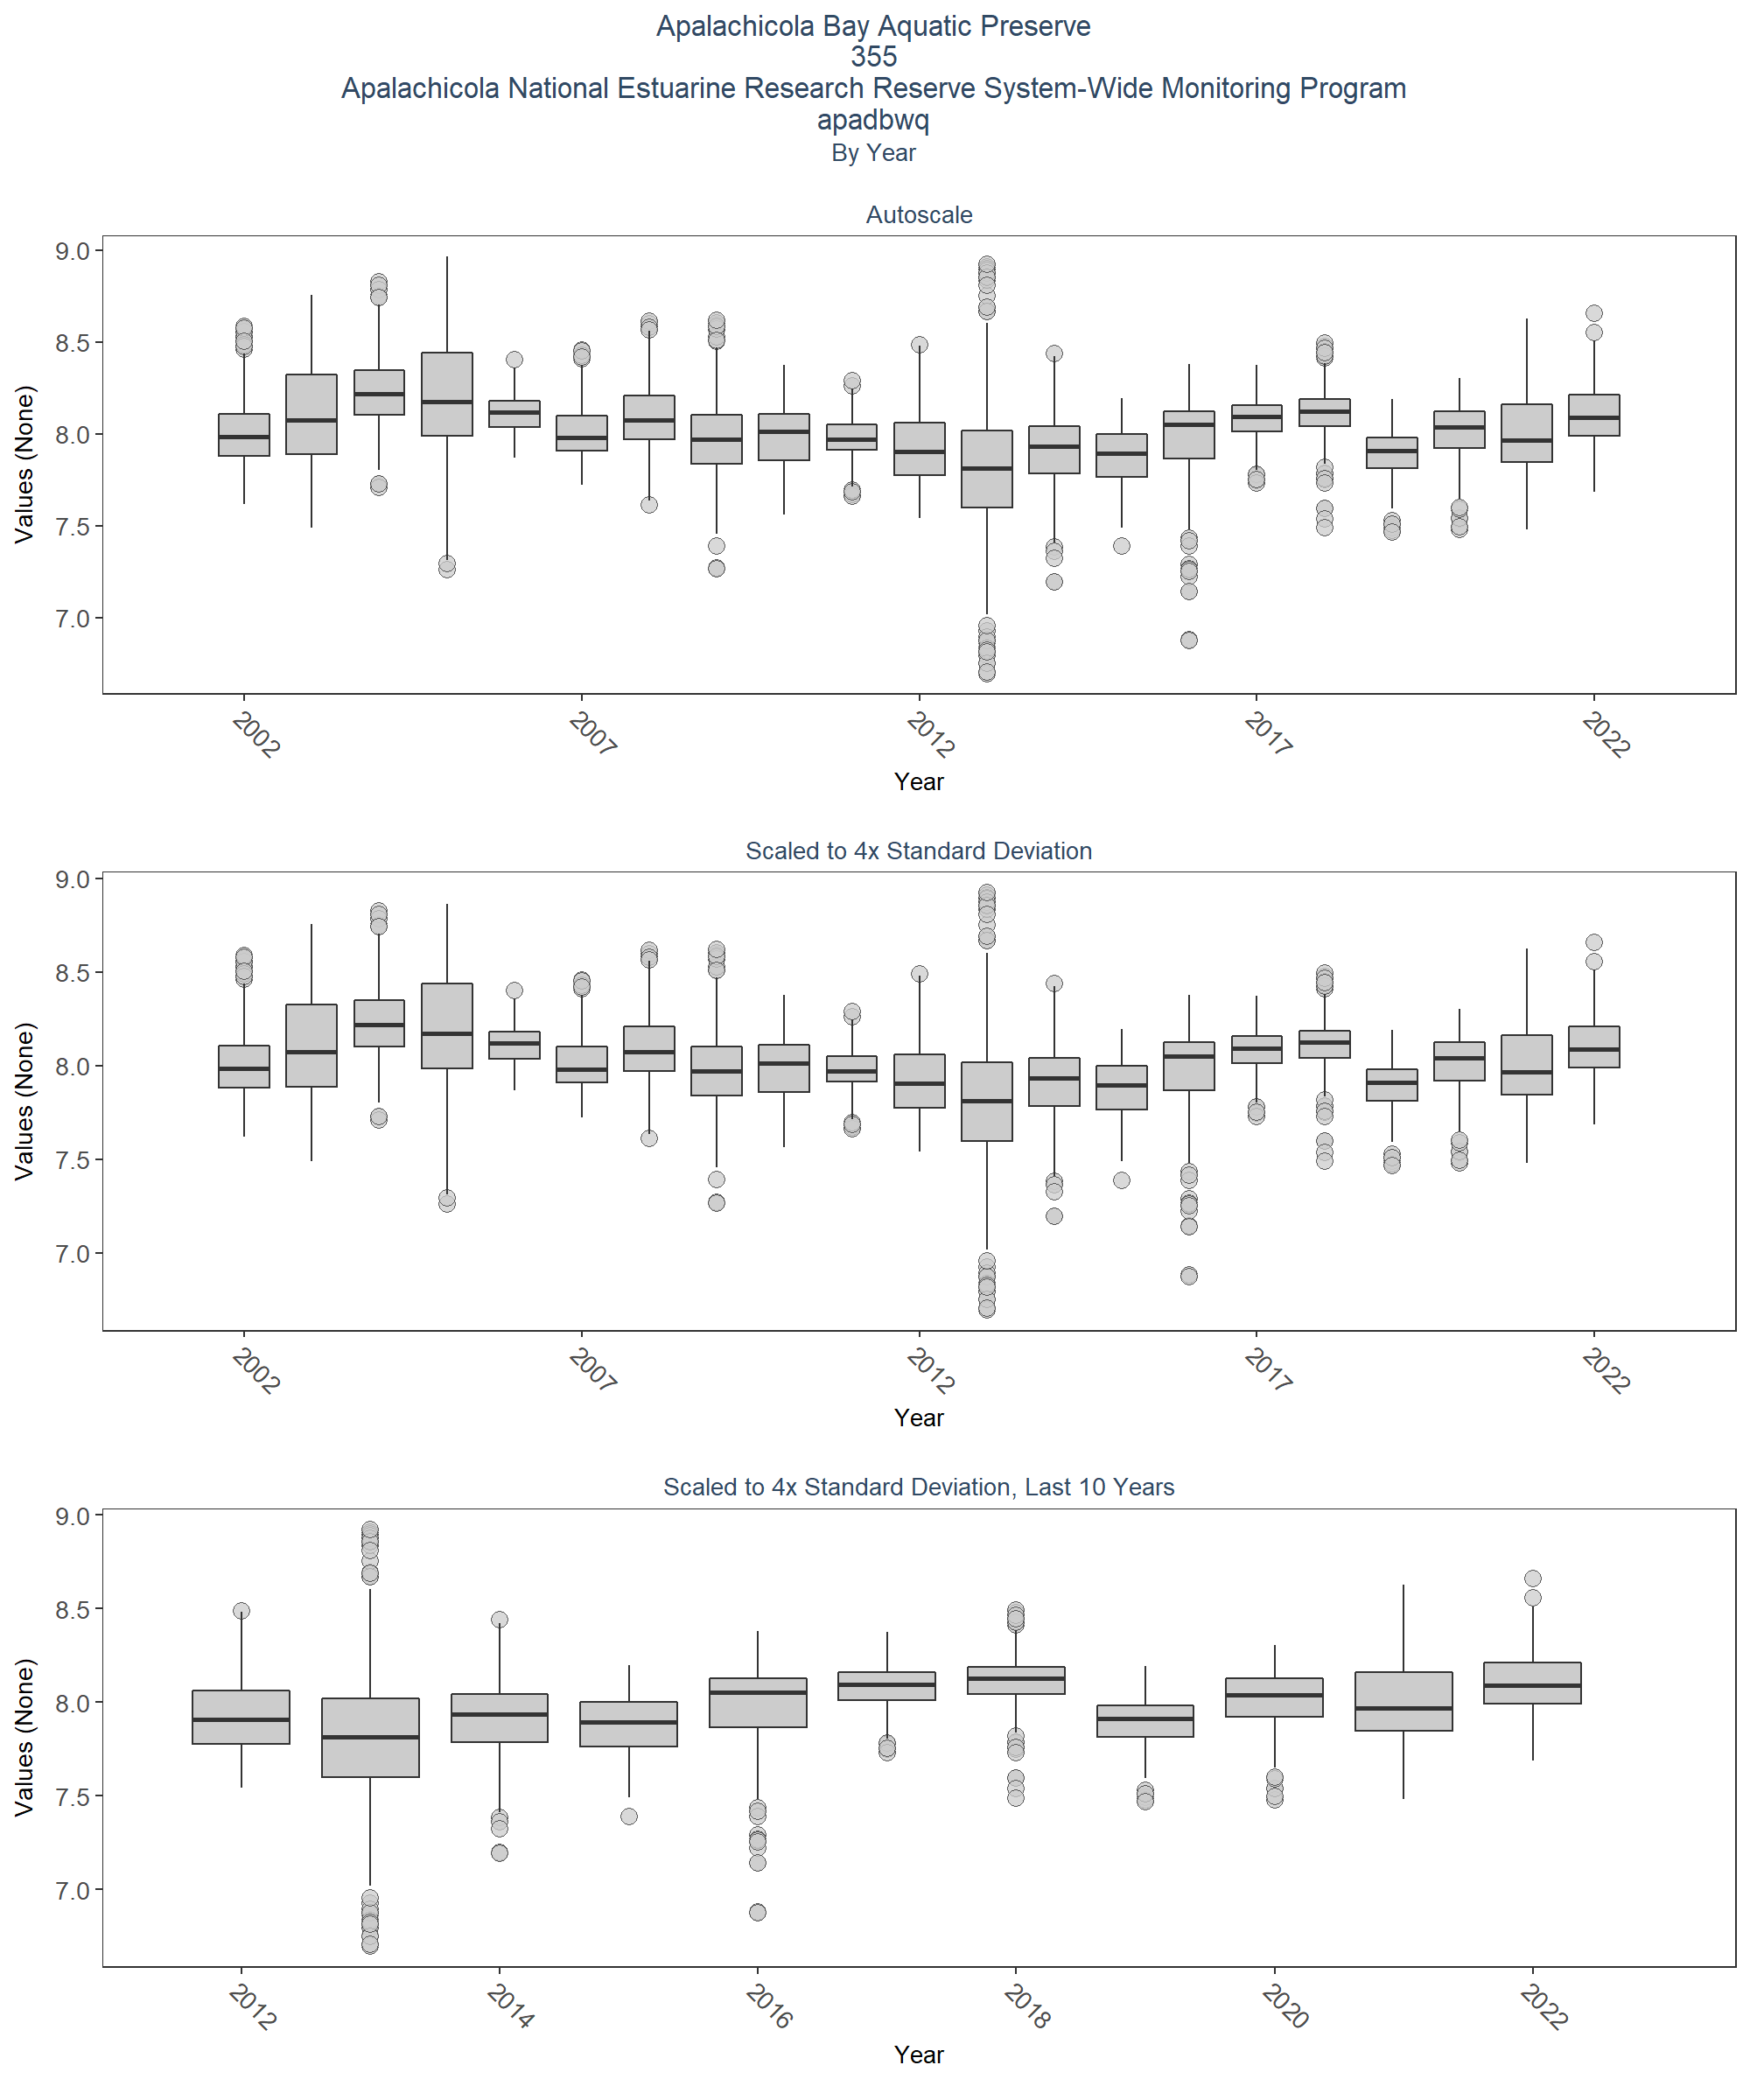 Apalachicola Bay Aquatic Preserve
355
Apalachicola National Estuarine Research Reserve System-Wide Monitoring Program
apadbwq
By Year
Autoscale
Values (None)
9.0
8.5
8.0
7.5
7.0
2002
2007
2012
2017
2022
Year
Scaled to 4x Standard Deviation
Values (None)
9.0
8.5
8.0
7.5
7.0
2002
2007
2012
2017
2022
Year
Scaled to 4x Standard Deviation, Last 10 Years
Values (None)
9.0
8.5
8.0
7.5
7.0
2012
2014
2016
2018
2020
2022
Year